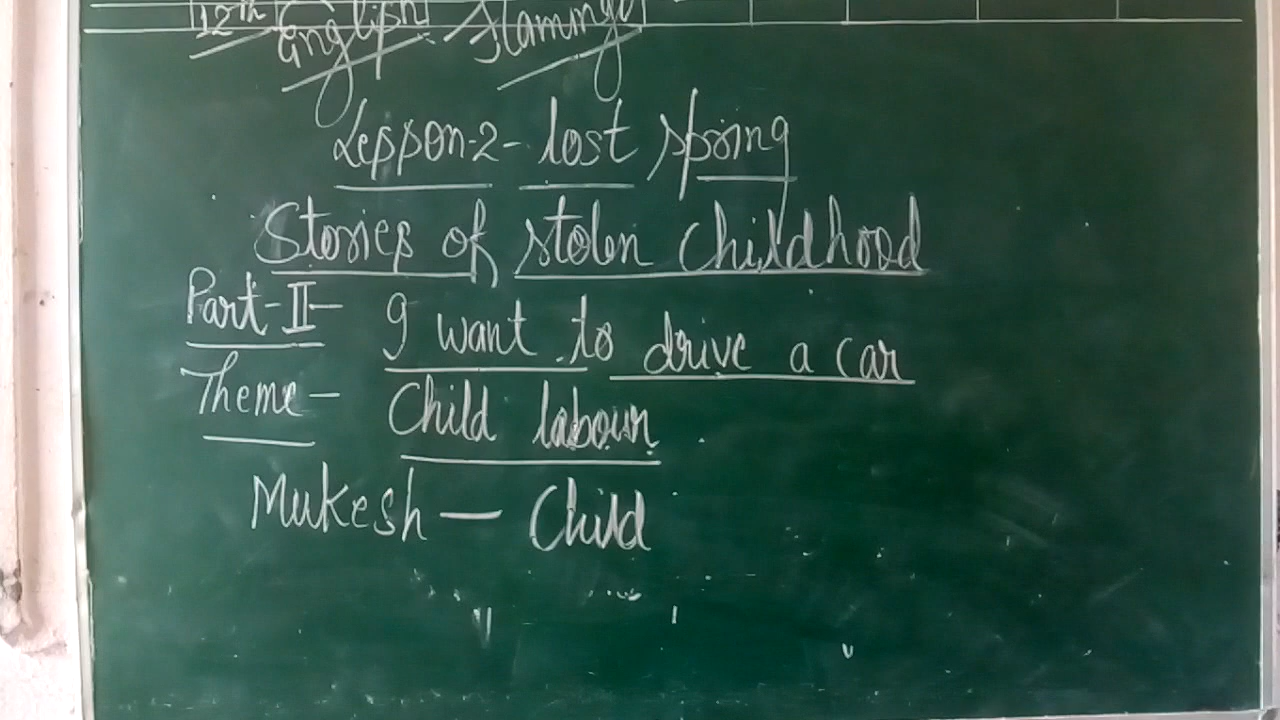 12th English Flamingo
Lesson-2- lost spring
Stories of stolen Childhood
Part-II- I want to drive a car
Theme- Child labour
Mukesh — Child